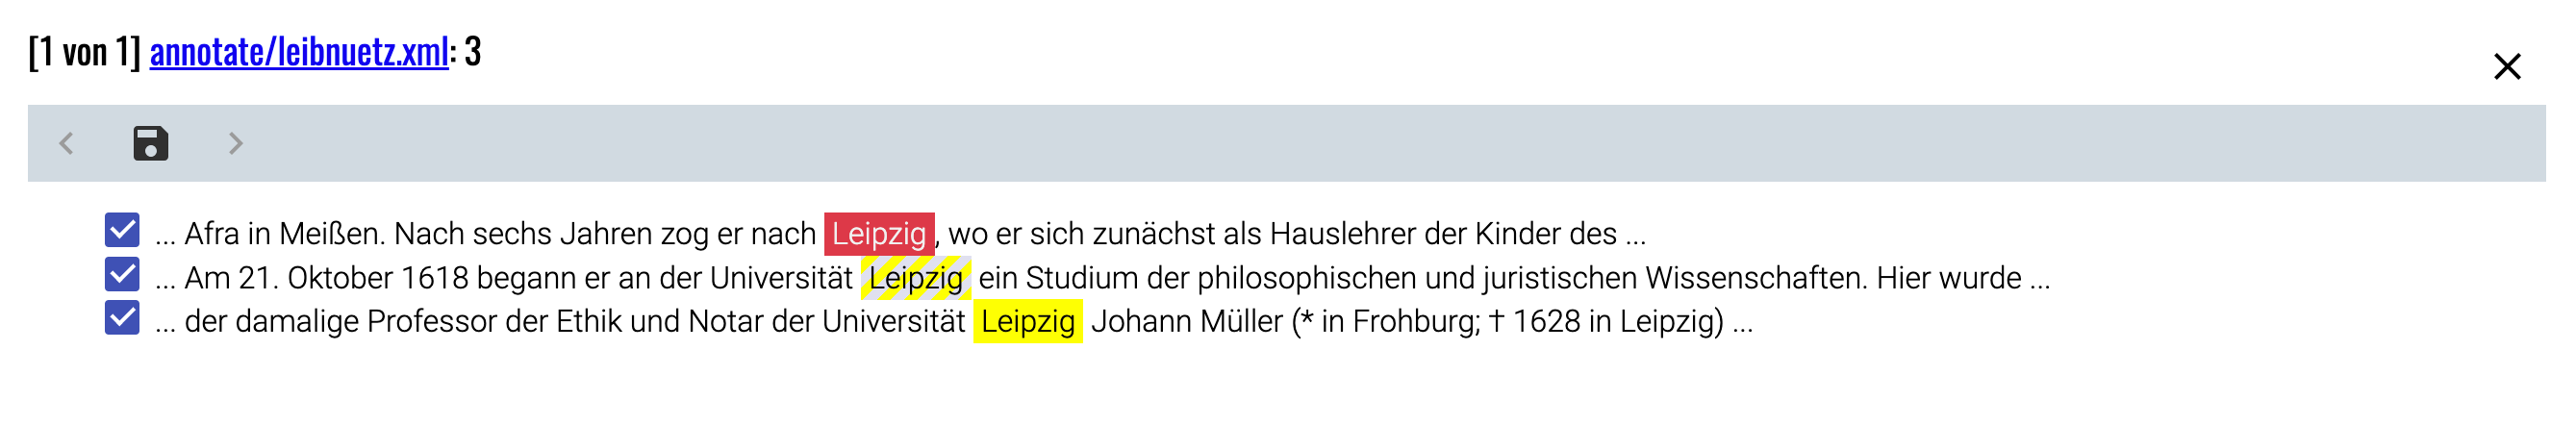 [1 von 1] annotate/leibnuetz.xml: 3
... Afra in Meißen. Nach sechs Jahren zog er nach Leipzig, wo er sich zunächst als Hauslehrer der Kinder des ...
... Am 21. Oktober 1618 begann er an der Universität Leipzig ein Studium der philosophischen und juristischen Wissenschaften. Hier wurde ...
... der damalige Professor der Ethik und Notar der Universität Leipzig Johann Müller (* in Frohburg; † 1628 in Leipzig) ...